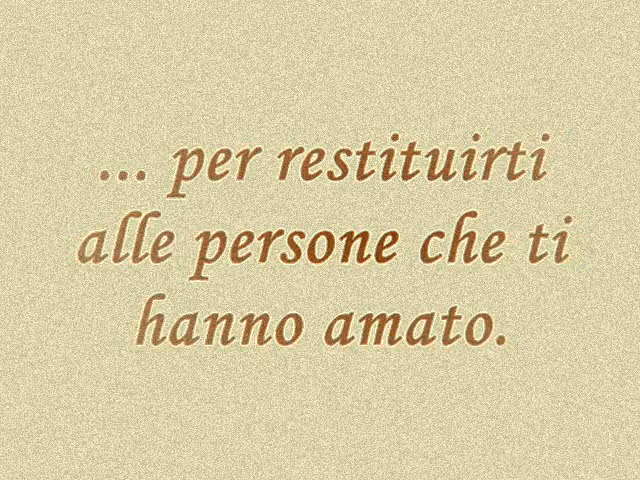 ... per restituirti
alle persone che ti
hanno amato.